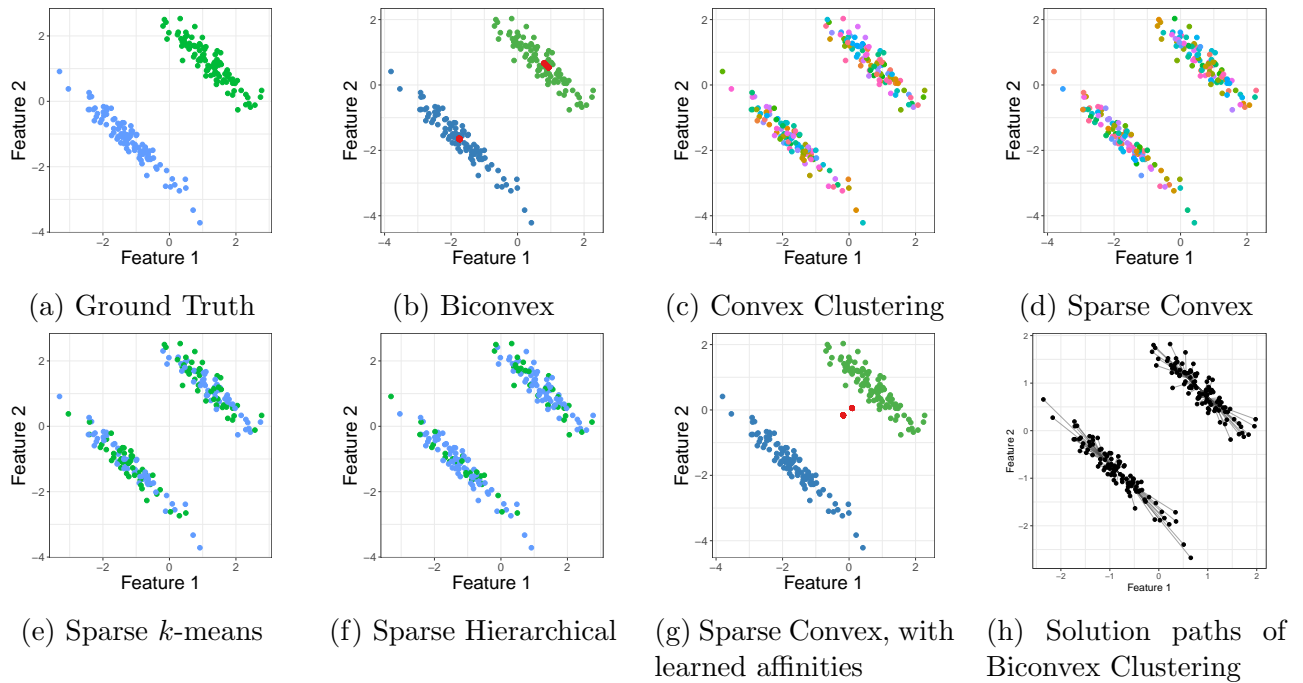 2
0
−2
−4
Feature 2
−2
0
2
Feature 1
(a) Ground Truth
2
0
−2
−4
Feature 2
−4
−2
0
2
Feature 1
(b) Biconvex
2
0
−2
−4
Feature 2
−4
−2
0
2
Feature 1
(c) Convex Clustering
2
0
−2
−4
Feature 2
−4
−2
0
2
Feature 1
(d) Sparse Convex
2
0
−2
−4
Feature 2
−2
0
2
Feature 1
(e) Sparse k-means
2
0
−2
−4
Feature 2
−2
0
2
Feature 1
(f) Sparse Hierarchical
2
0
−2
−4
Feature 2
−4
−2
0
2
Feature 1
(g) Sparse Convex, with
learned affinities
2
1
0
−1
−2
Feature 2
−2
−1
0
1
2
Feature 1
(h) Solution paths of
Biconvex Clustering